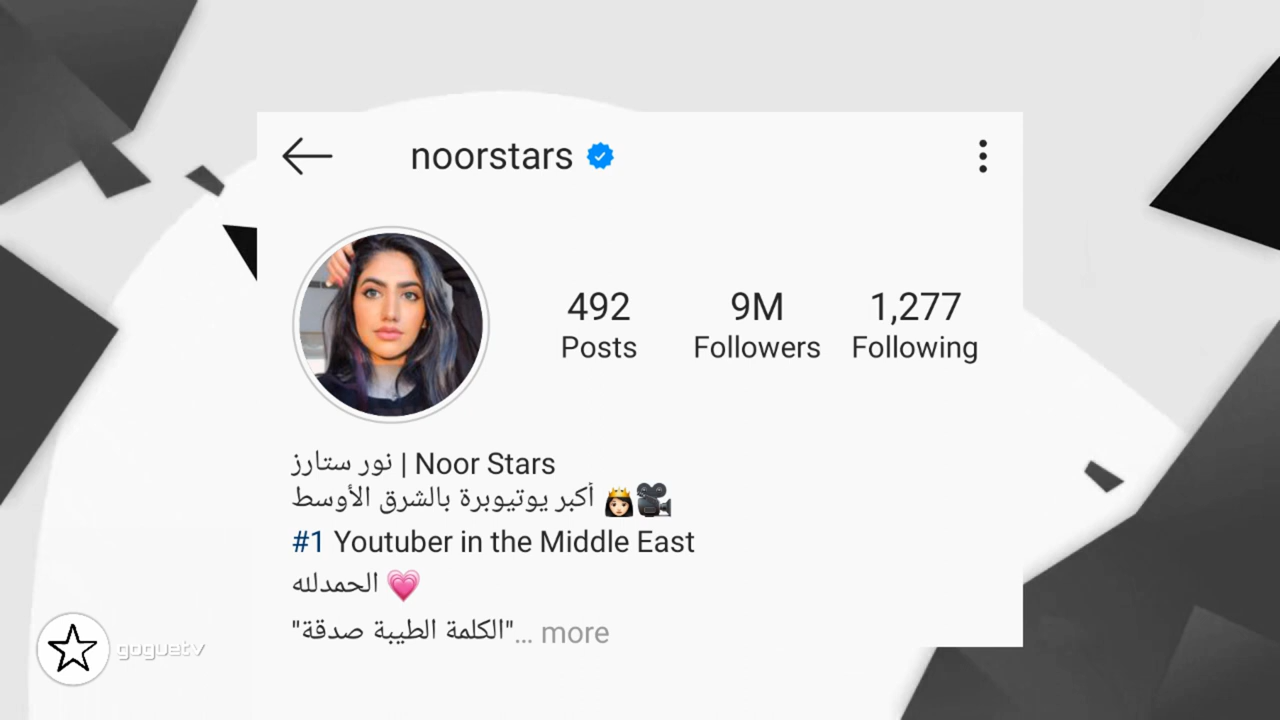 noorstars
492 9M 1,277
Posts Followers Following
نور ستارز | Noor Stars
أكبر يوتيوبرة بالشرق الأوسط 👸🏻🎥
#1 Youtuber in the Middle East
الحمدلله 💗
"الكلمة الطيبة صدقة"... more
goguetv